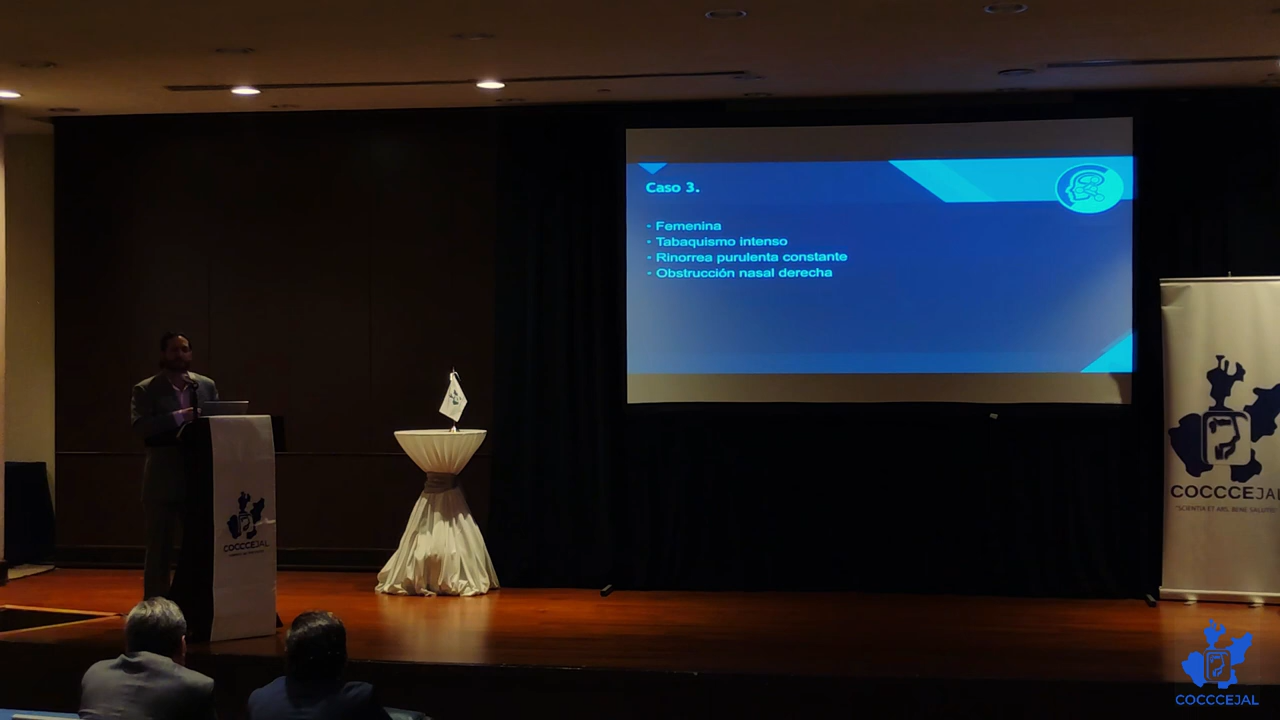 Caso 3.
- Femenina
- Tabaquismo intenso
- Rinorrea purulenta constante
- Obstrucción nasal derecha
COCCCEJAL
COCCCEJAL
"SCIENTIA ET ARS, BENE SALUTIS"
COCCCEJAL